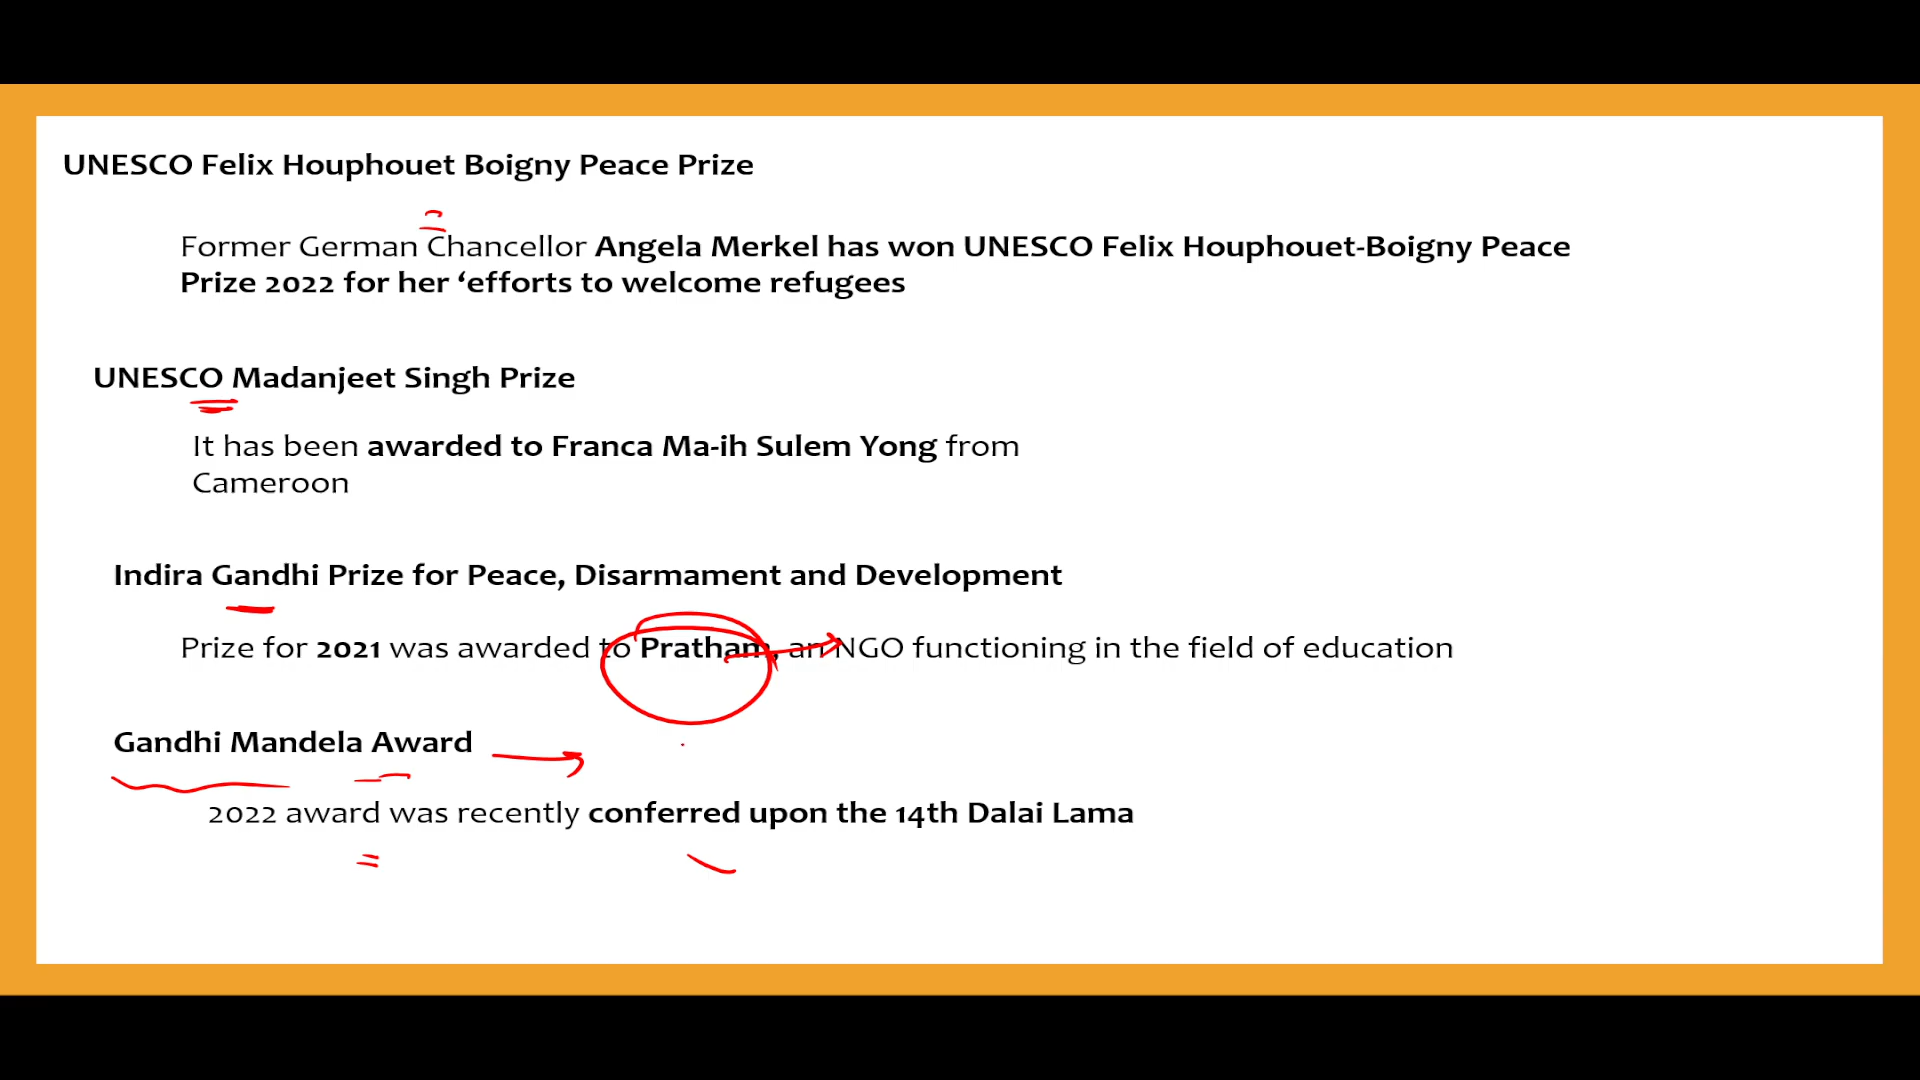 UNESCO Felix Houphouet Boigny Peace Prize
Former German Chancellor Angela Merkel has won UNESCO Felix Houphouet-Boigny Peace
Prize 2022 for her ‘efforts to welcome refugees
UNESCO Madanjeet Singh Prize
It has been awarded to Franca Ma-ih Sulem Yong from
Cameroon
Indira Gandhi Prize for Peace, Disarmament and Development
Prize for 2021 was awarded to Pratham, an NGO functioning in the field of education
Gandhi Mandela Award
2022 award was recently conferred upon the 14th Dalai Lama